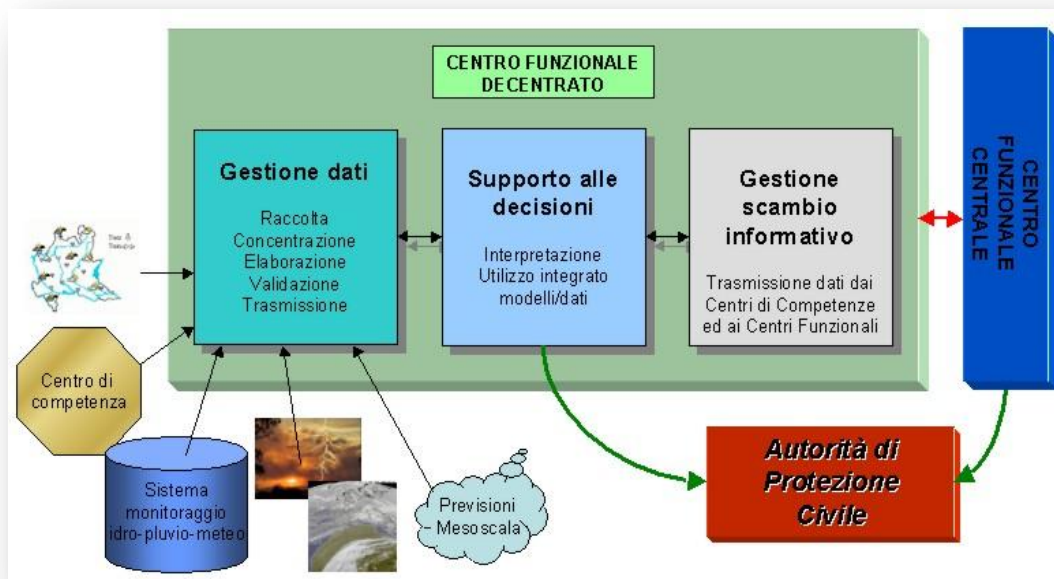 CENTRO FUNZIONALE
DECENTRATO
Gestione dati
Raccolta
Concentrazione
Elaborazione
Validazione
Trasmissione
Supporto alle
decisioni
Interpretazione
Utilizzo integrato
modelli/dati
Gestione
scambio
informativo
Trasmissione dati dai
Centri di Competenze
ed ai Centri Funzionali
CENTRO
FUNZIONALE
CENTRALE
Centro di
competenza
Sistema
monitoraggio
idro-pluvio-meteo
Previsioni
- Mesoscala
Autorità di
Protezione
Civile